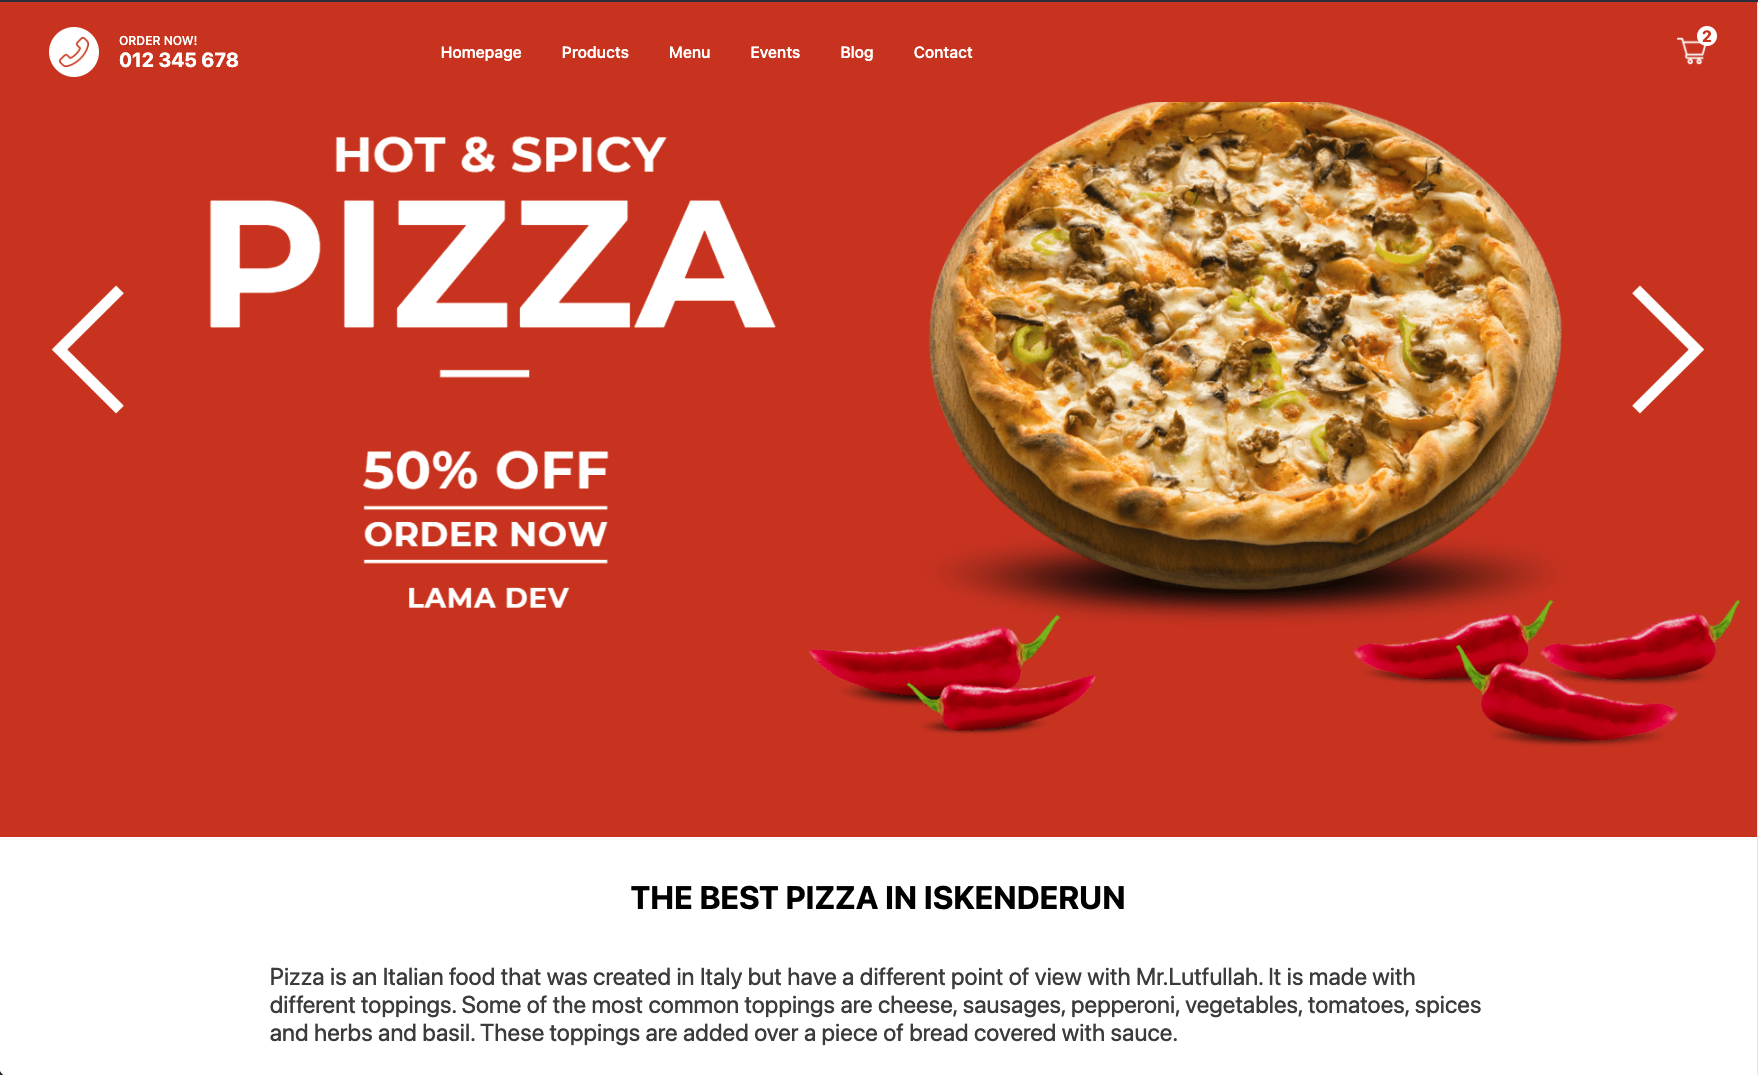 ORDER NOW!
012 345 678
Homepage Products Menu Events Blog Contact
2
HOT & SPICY
PIZZA
50% OFF
ORDER NOW
LAMA DEV
THE BEST PIZZA IN ISKENDERUN
Pizza is an Italian food that was created in Italy but have a different point of view with Mr.Lutfullah. It is made with
different toppings. Some of the most common toppings are cheese, sausages, pepperoni, vegetables, tomatoes, spices
and herbs and basil. These toppings are added over a piece of bread covered with sauce.